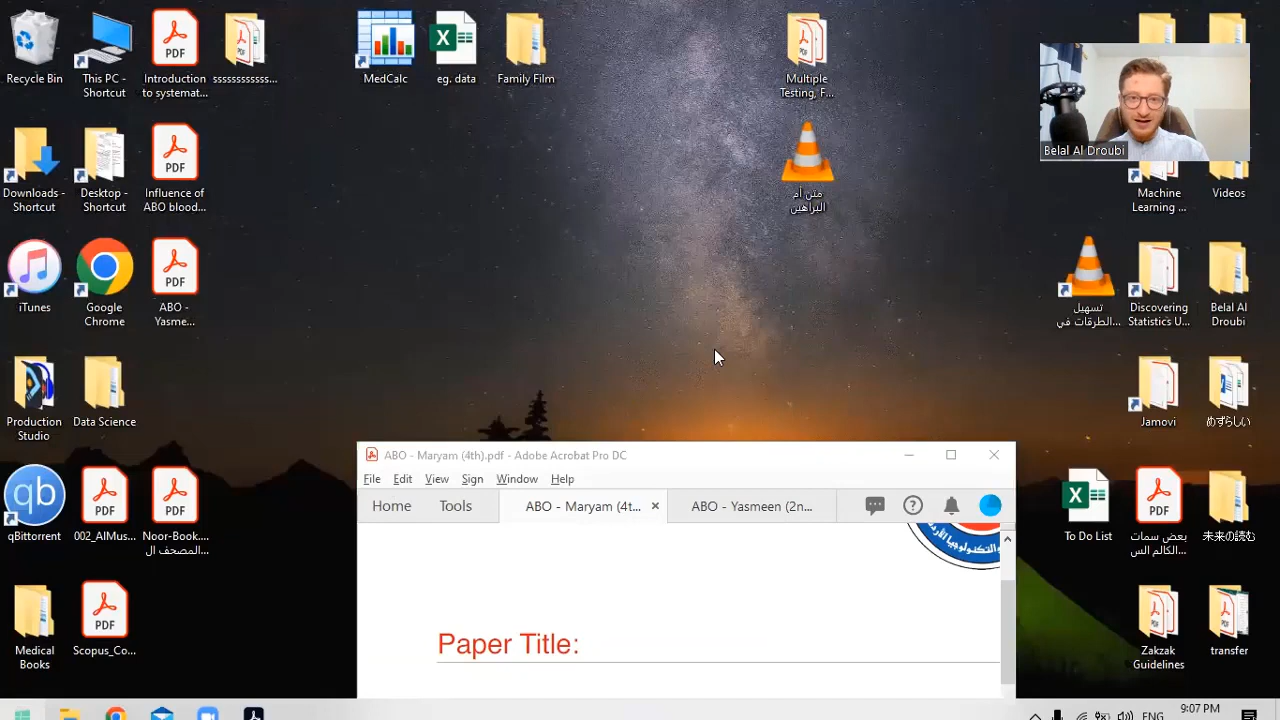 Recycle Bin
This PC -
Shortcut
Introduction
to systemat...
ssssssssssss...
MedCalc
eg. data
Family Film
Multiple
Testing, F...
Belal Al Droubi
Downloads -
Shortcut
Desktop -
Shortcut
Influence of
ABO blood...
متن أم
البراهين
Machine
Learning ...
Videos
iTunes
Google
Chrome
ABO -
Yasme...
تسهيل
الطرقات في...
Discovering
Statistics U...
Belal Al
Droubi
Production
Studio
Data Science
Jamovi
めずらしい
ABO - Maryam (4th).pdf - Adobe Acrobat Pro DC
File Edit View Sign Window Help
Home Tools ABO - Maryam (4t... × ABO - Yasmeen (2n...
qBittorrent
002_AlMus...
Noor-Book....
المصحف ال...
To Do List
بعض سمات
الكالم الس...
未来の読む
Paper Title:
Medical
Books
Scopus_Co...
Zakzak
Guidelines
transfer
PDF
PDF
PDF
PDF
PDF
PDF
PDF
qb
ENG
9:07 PM